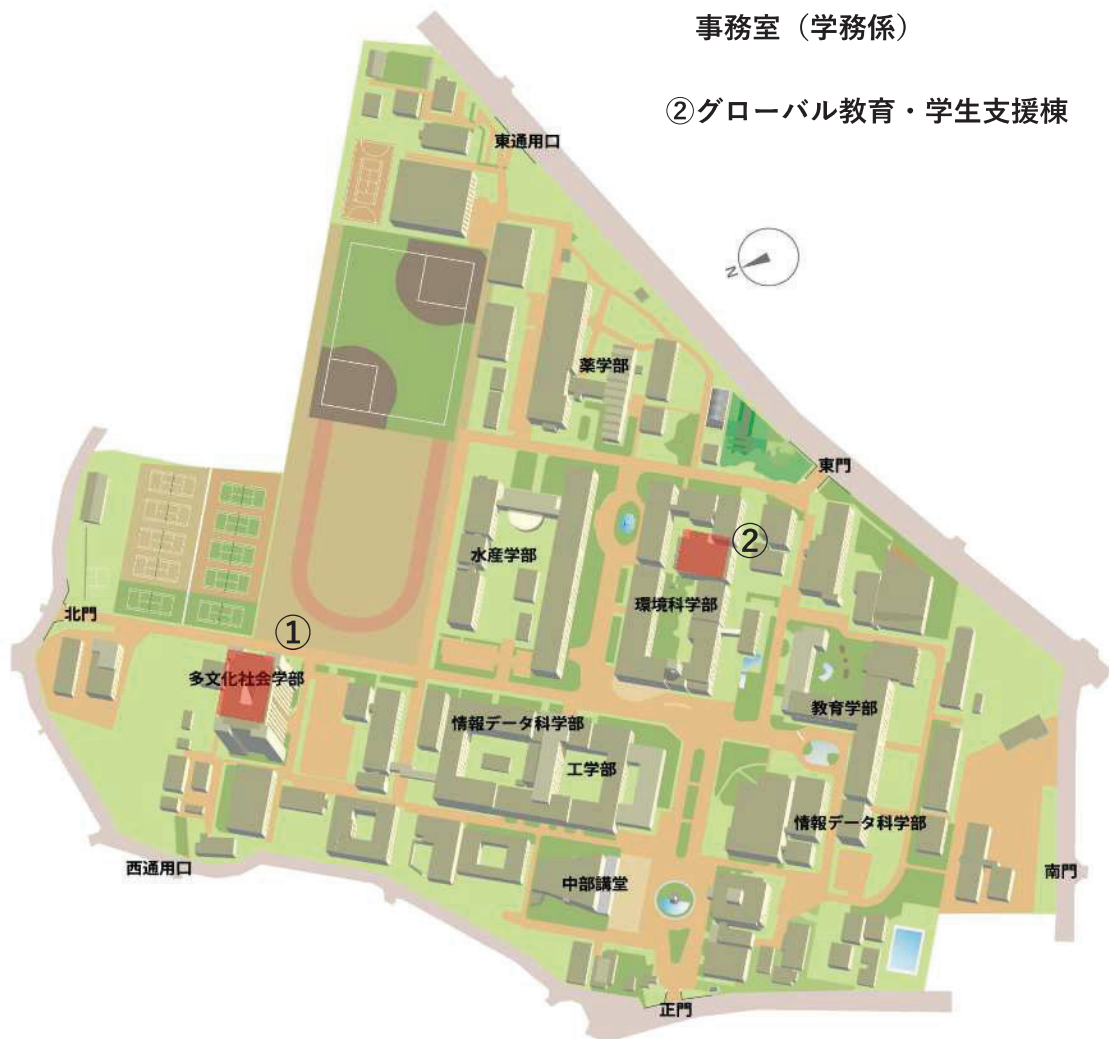 事務室（学務係）
②グローバル教育・学生支援棟
東通用口
N
薬学部
東門
②
水産学部
環境科学部
北門
①
多文化社会学部
教育学部
情報データ科学部
工学部
情報データ科学部
西通用口
中部講堂
南門
正門